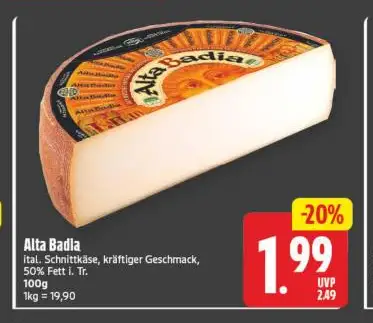 Alta Badia
Alta Badia
ital. Schnittkäse, kräftiger Geschmack,
50% Fett i. Tr.
100g
1kg = 19,90
-20%
1.99
UVP
2.49